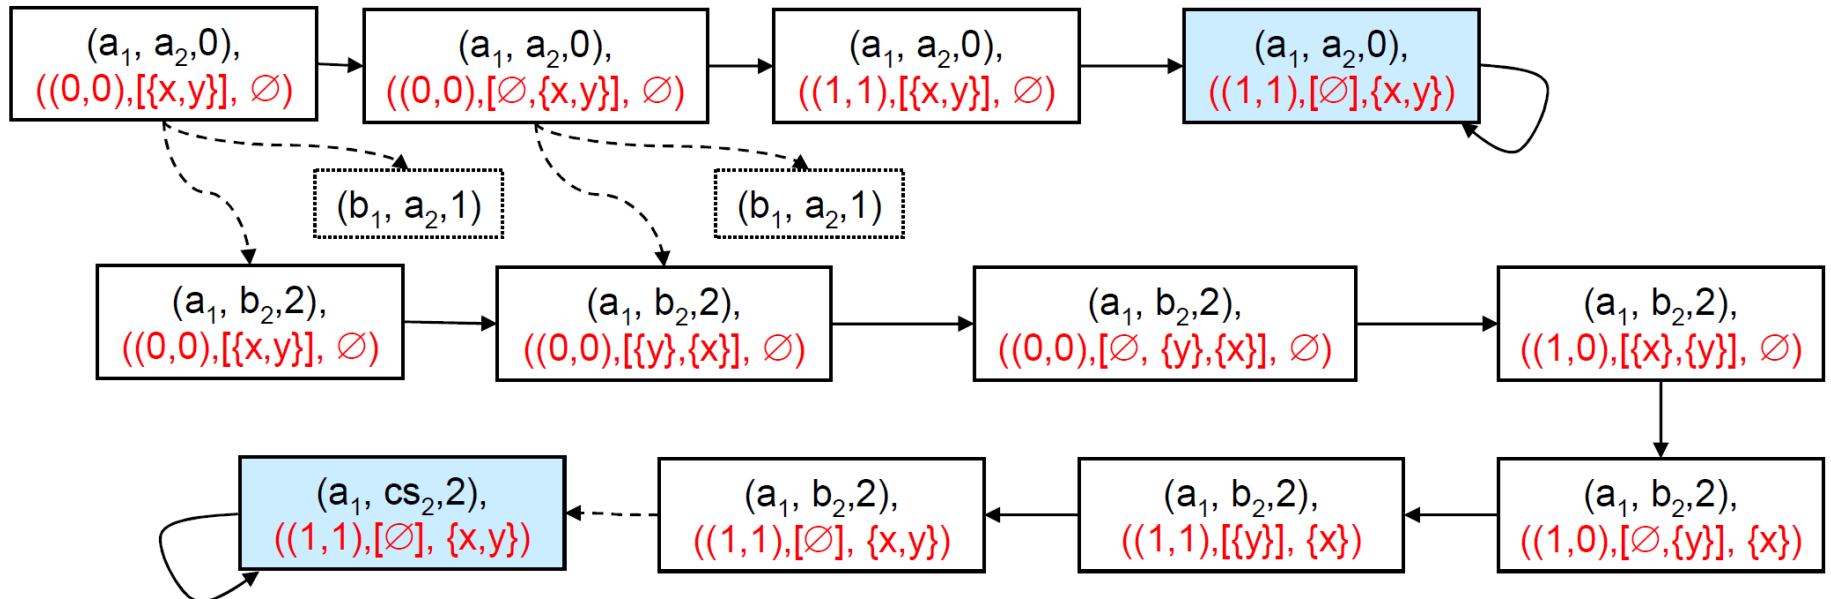 (a₁, a₂,0),
((0,0),[{x,y}], ∅)
(a₁, a₂,0),
((0,0),[∅,{x,y}], ∅)
(a₁, a₂,0),
((1,1),[{x,y}], ∅)
(a₁, a₂,0),
((1,1),[∅],{x,y})
(b₁, a₂,1)
(b₁, a₂,1)
(a₁, b₂,2),
((0,0),[{x,y}], ∅)
(a₁, b₂,2),
((0,0),[{y},{x}], ∅)
(a₁, b₂,2),
((0,0),[∅, {y},{x}], ∅)
(a₁, b₂,2),
((1,0),[{x},{y}], ∅)
(a₁, cs₂,2),
((1,1),[∅], {x,y})
(a₁, b₂,2),
((1,1),[∅], {x,y})
(a₁, b₂,2),
((1,1),[{y}], {x})
(a₁, b₂,2),
((1,0),[∅,{y}], {x})